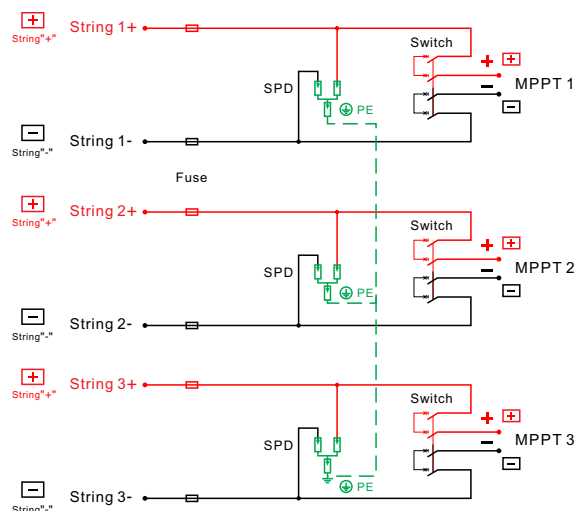 String 1+
String"+"
Switch
MPPT 1
SPD
PE
String 1-
String"-"
Fuse
String 2+
String"+"
Switch
MPPT 2
SPD
PE
String 2-
String"-"
String 3+
String"+"
Switch
MPPT 3
SPD
PE
String 3-
String"-"